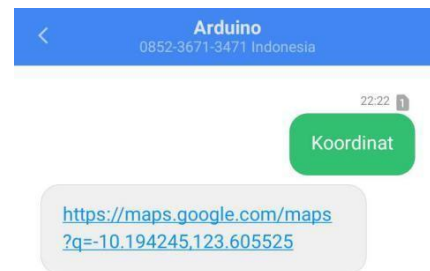 Arduino
0852-3671-3471 Indonesia
22:22 1
Koordinat
https://maps.google.com/maps
?q=-10.194245,123.605525